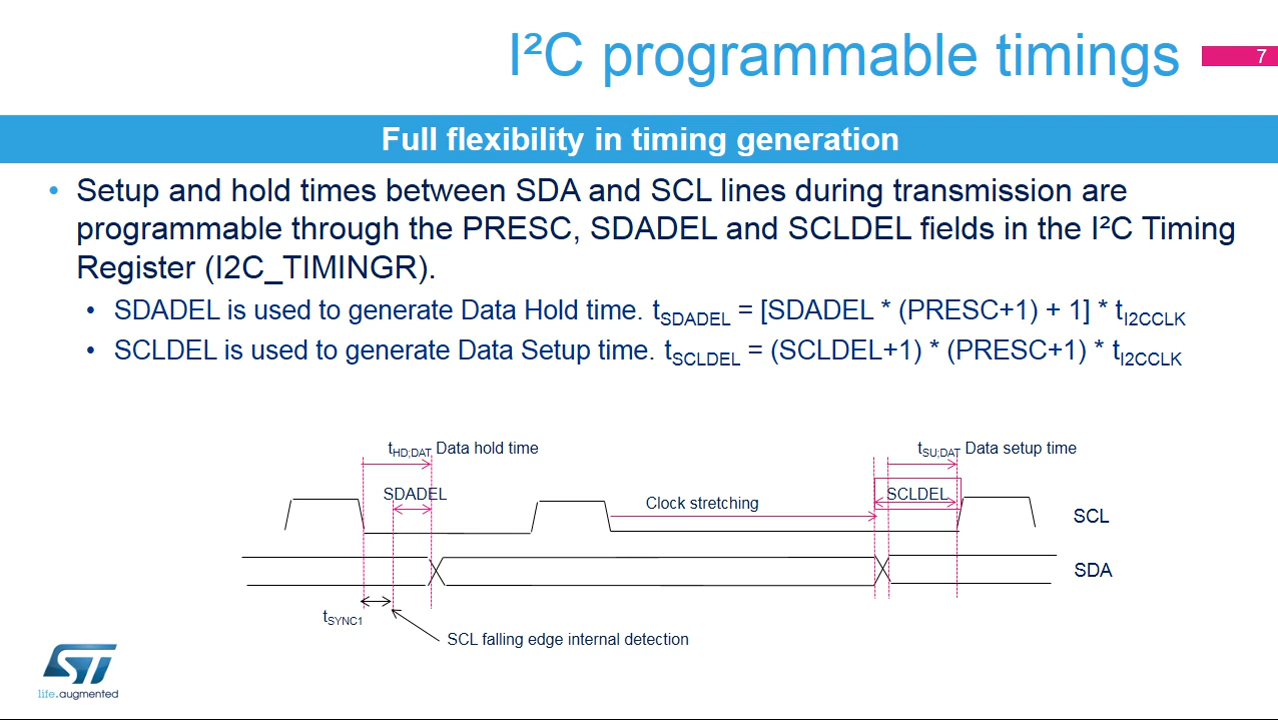 I²C programmable timings
7
Full flexibility in timing generation
• Setup and hold times between SDA and SCL lines during transmission are
programmable through the PRESC, SDADEL and SCLDEL fields in the I²C Timing
Register (I2C_TIMINGR).
• SDADEL is used to generate Data Hold time. tSDADEL = [SDADEL * (PRESC+1) + 1] * tI2CCLK
• SCLDEL is used to generate Data Setup time. tSCLDEL = (SCLDEL+1) * (PRESC+1) * tI2CCLK
tHD;DAT Data hold time
tSU;DAT Data setup time
SDADEL
Clock stretching
SCLDEL
SCL
SDA
tSYNC1
SCL falling edge internal detection
ST
life.augmented